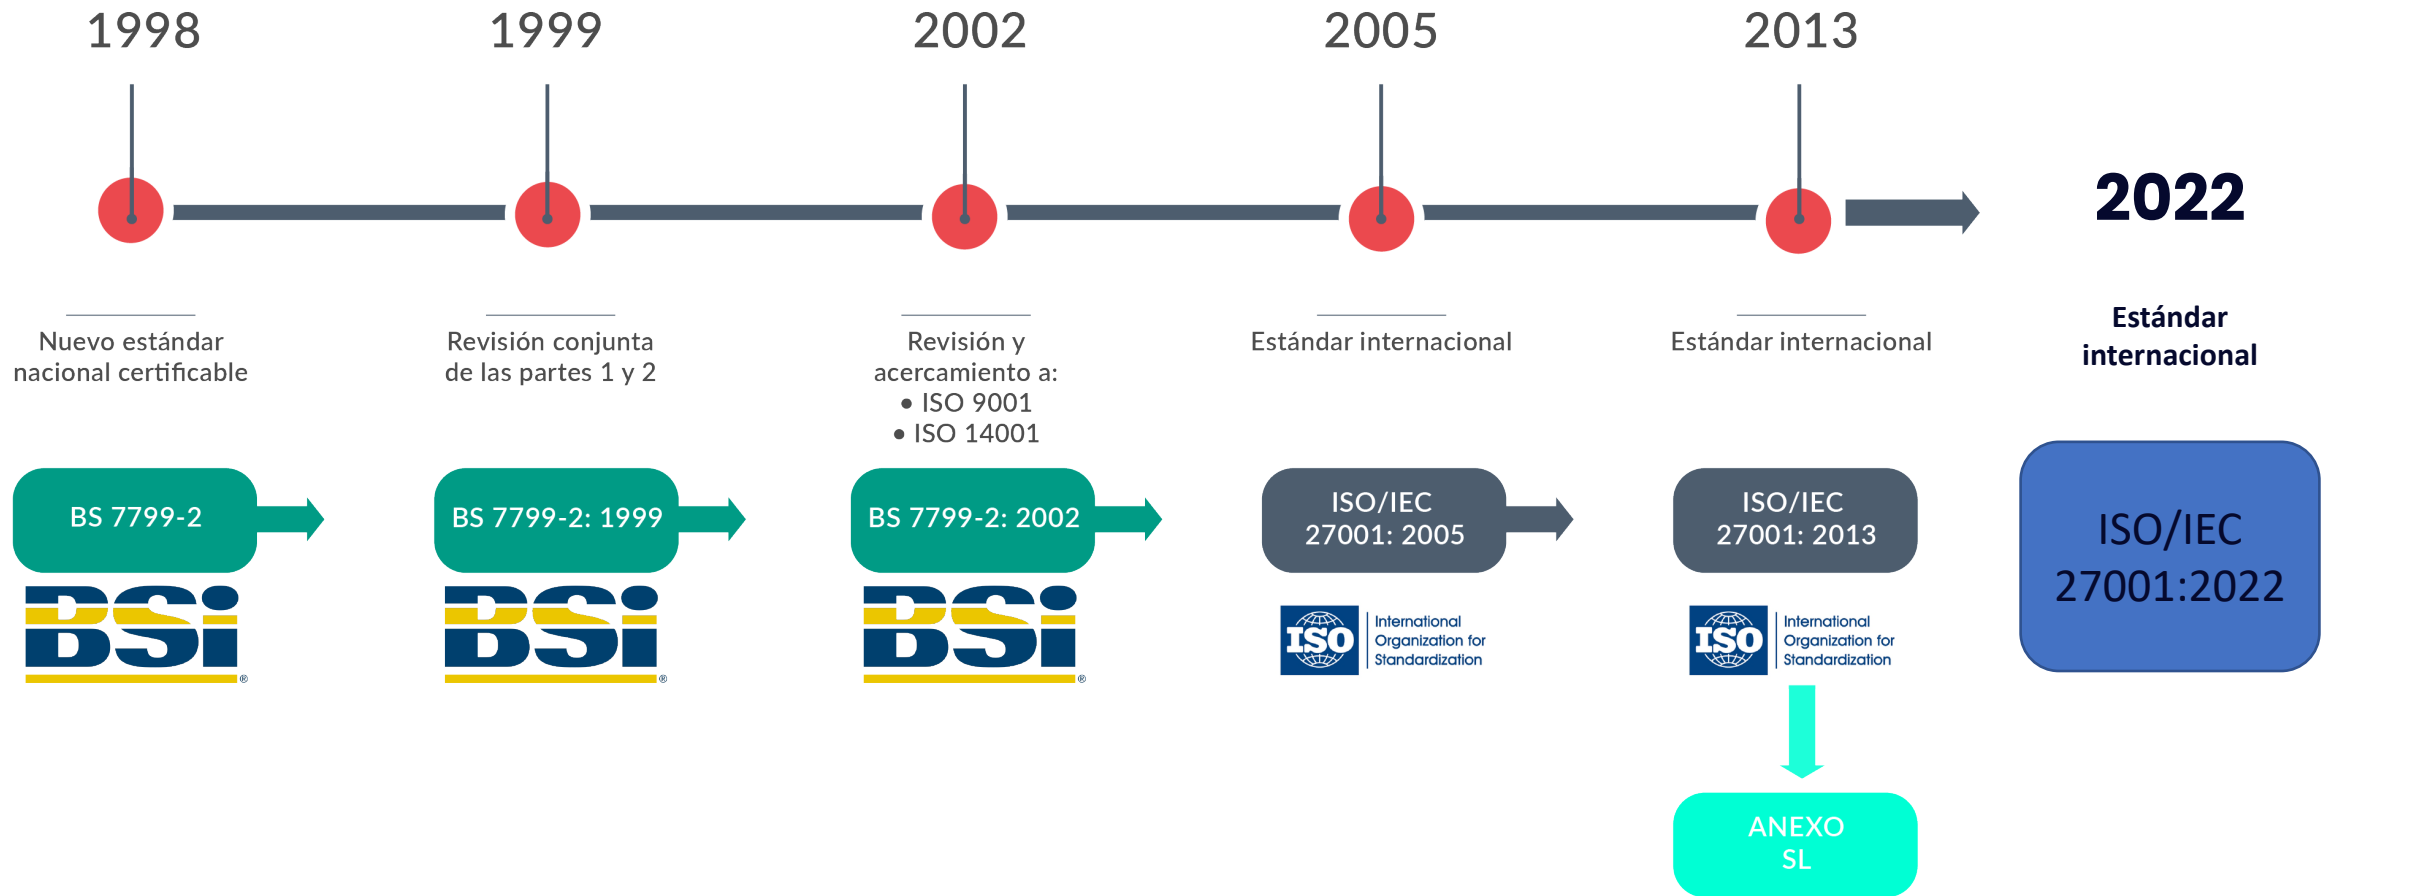 1998
1999
2002
2005
2013
2022
Nuevo estándar
nacional certificable
Revisión conjunta
de las partes 1 y 2
Revisión y
acercamiento a:
• ISO 9001
• ISO 14001
Estándar internacional
Estándar internacional
Estándar
internacional
BS 7799-2
BS 7799-2: 1999
BS 7799-2: 2002
ISO/IEC
27001: 2005
ISO/IEC
27001: 2013
ISO/IEC
27001:2022
BSi®
BSi®
BSi®
ISO
International
Organization for
Standardization
ISO
International
Organization for
Standardization
ANEXO
SL